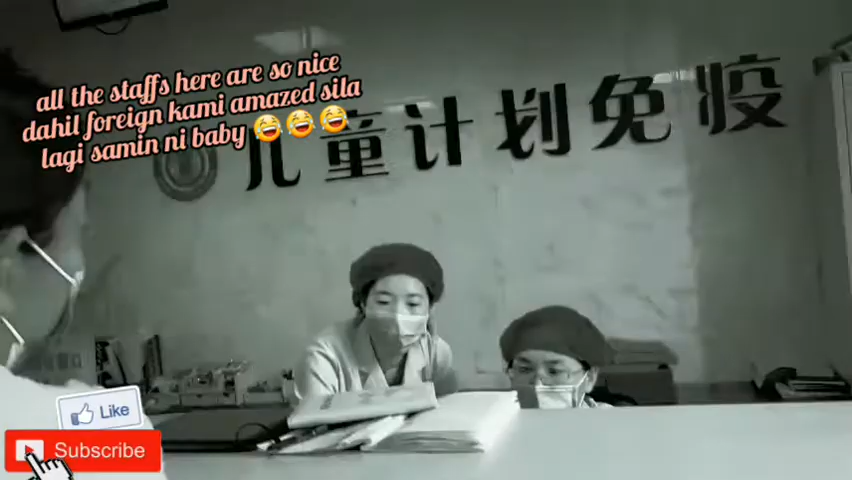 all the staffs here are so nice
dahil foreign kami amazed sila
lagi samin ni baby 😂😂😂
儿童计划免疫
Like
Subscribe